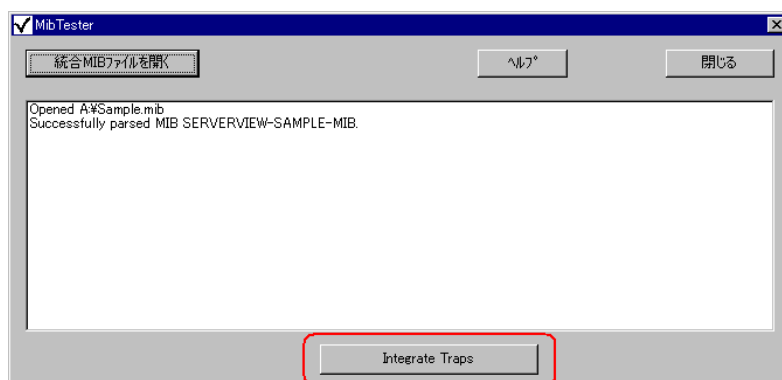 MibTester
統合MIBファイルを開く ヘルプ 閉じる
Opened A:¥Sample.mib
Successfully parsed MIB SERVERVIEW-SAMPLE-MIB.
Integrate Traps